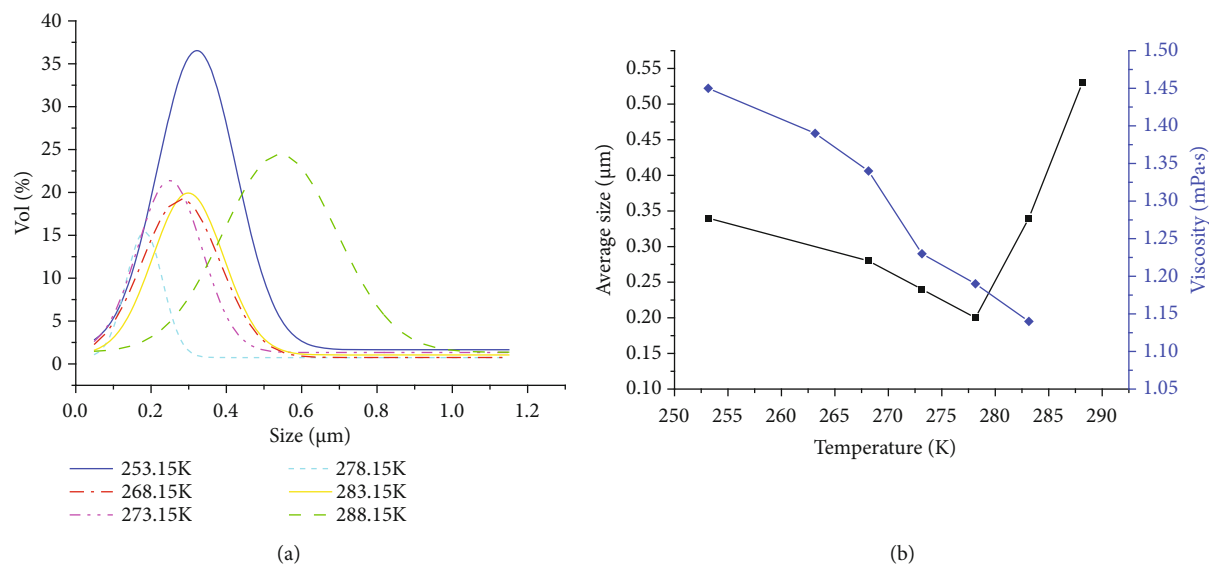 40
35
30
25
20
15
10
5
0
Vol (%)
0.0 0.2 0.4 0.6 0.8 1.0 1.2
Size (μm)
253.15K 278.15K
268.15K 283.15K
273.15K 288.15K
(a)
0.55
0.50
0.45
0.40
0.35
0.30
0.25
0.20
0.15
0.10
Average size (μm)
1.50
1.45
1.40
1.35
1.30
1.25
1.20
1.15
1.10
1.05
Viscosity (mPa·s)
250 255 260 265 270 275 280 285 290
Temperature (K)
(b)